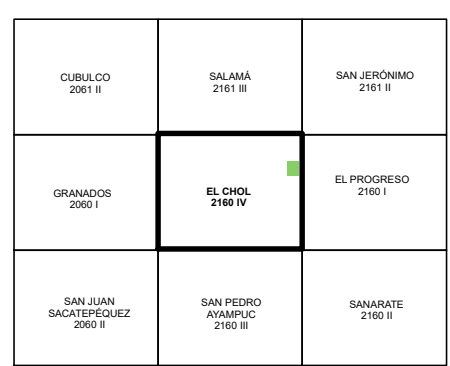 CUBULCO
2061 II
SALAMÁ
2161 III
SAN JERÓNIMO
2161 II
GRANADOS
2060 I
EL CHOL
2160 IV
EL PROGRESO
2160 I
SAN JUAN
SACATEPÉQUEZ
2060 II
SAN PEDRO
AYAMPUC
2160 III
SANARATE
2160 II